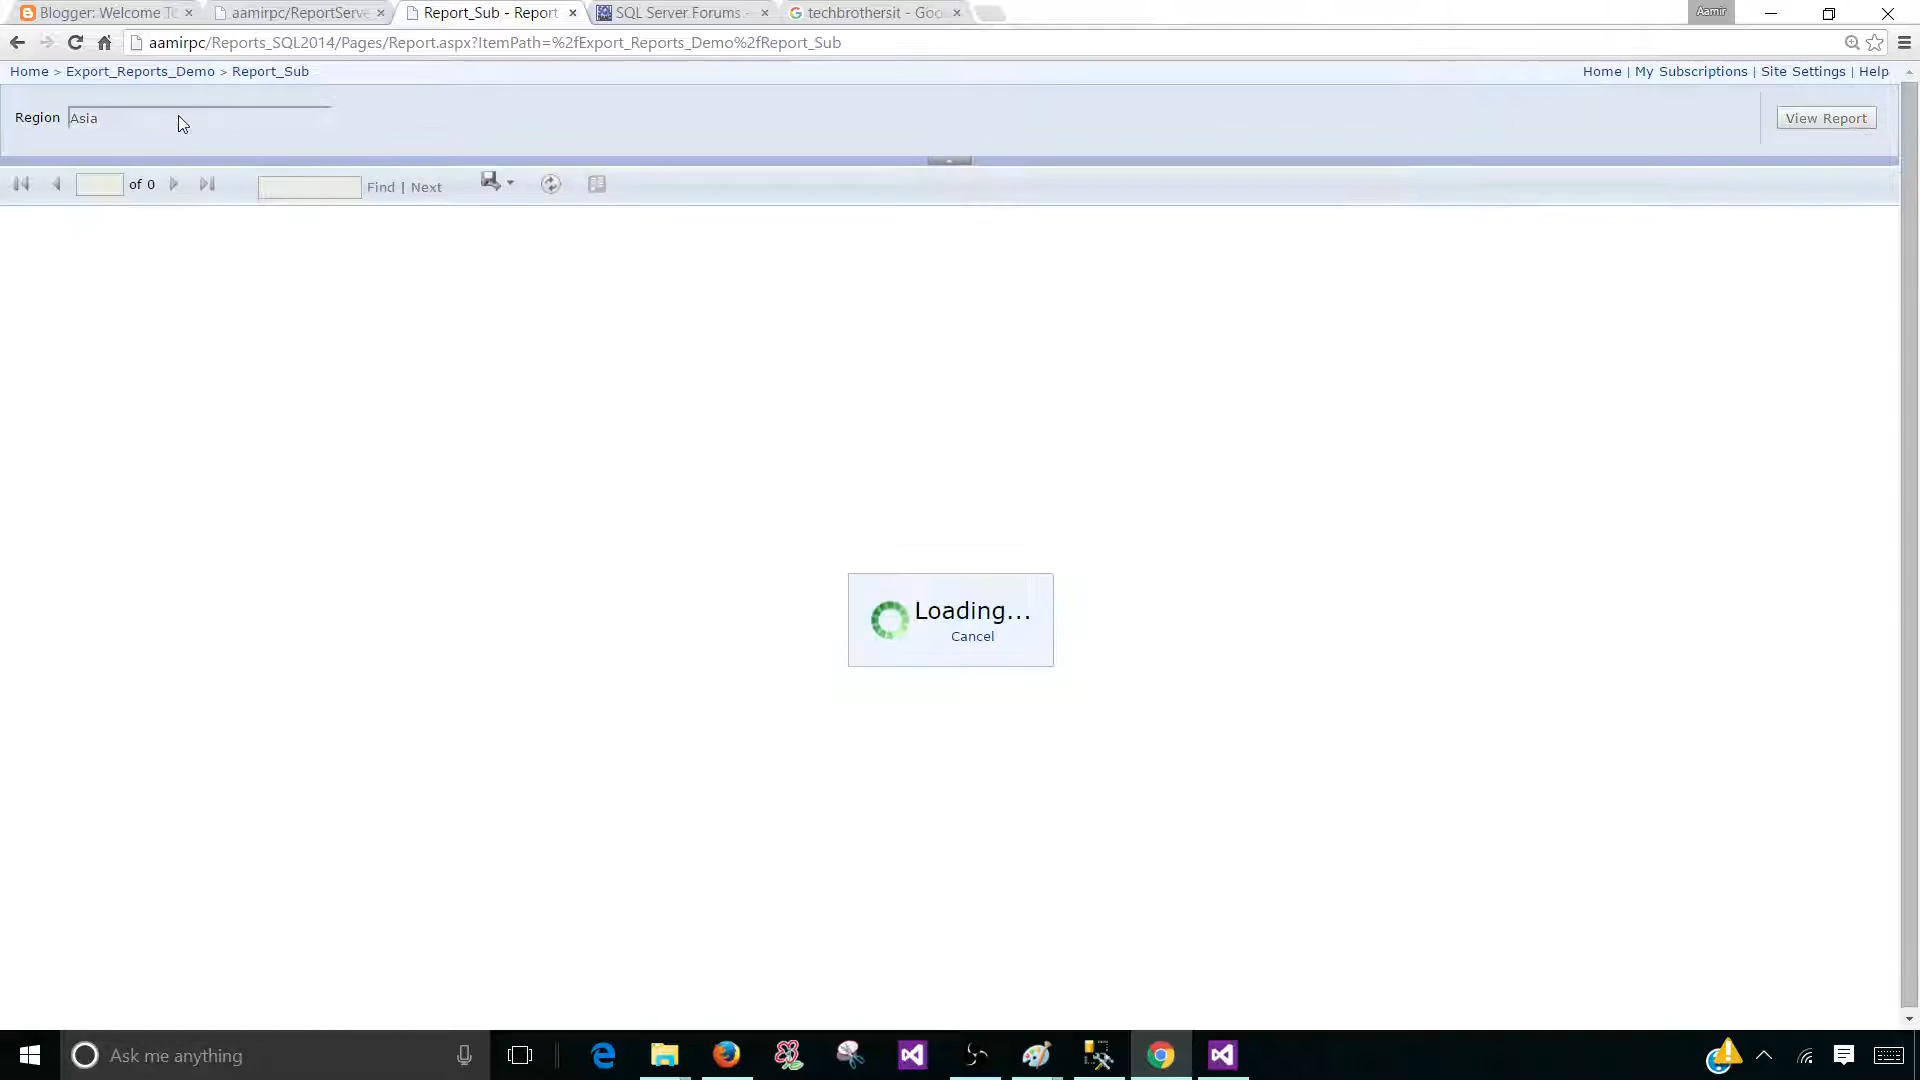 Blogger: Welcome To
aamirpc/ReportServe
Report_Sub - Report
SQL Server Forums -
techbrothersit - Goo
Aamir
aamirpc/Reports_SQL2014/Pages/Report.aspx?ItemPath=%2fExport_Reports_Demo%2fReport_Sub
Home > Export_Reports_Demo > Report_Sub
Home | My Subscriptions | Site Settings | Help
Region Asia
View Report
of 0
Find | Next
Loading...
Cancel
Ask me anything